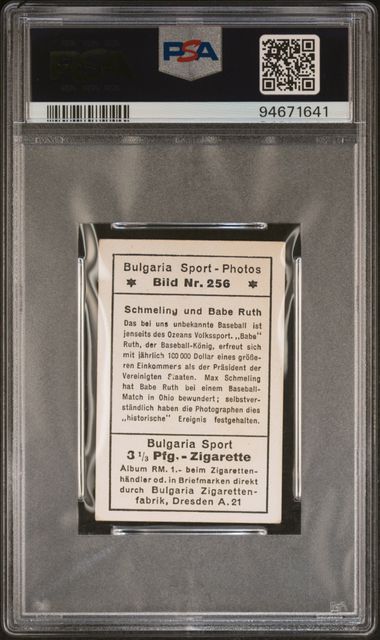 PSA
94671641
Bulgaria Sport - Photos
* Bild Nr. 256 *
Schmeling und Babe Ruth
Das bei uns unbekannte Baseball ist
jenseits des Ozeans Volkssport. „Babe"
Ruth, der Baseball-König, erfreut sich
mit jährlich 100 000 Dollar eines größe-
ren Einkommens als der Präsident der
Vereinigten Staaten. Max Schmeling
hat Babe Ruth bei einem Baseball-
Match in Ohio bewundert; selbstver-
ständlich haben die Photographen dies
„historische" Ereignis festgehalten.
Bulgaria Sport
3 1/3 Pfg. - Zigarette
Album RM. 1.- beim Zigaretten-
händler od. in Briefmarken direkt
durch Bulgaria Zigaretten-
fabrik, Dresden A. 21